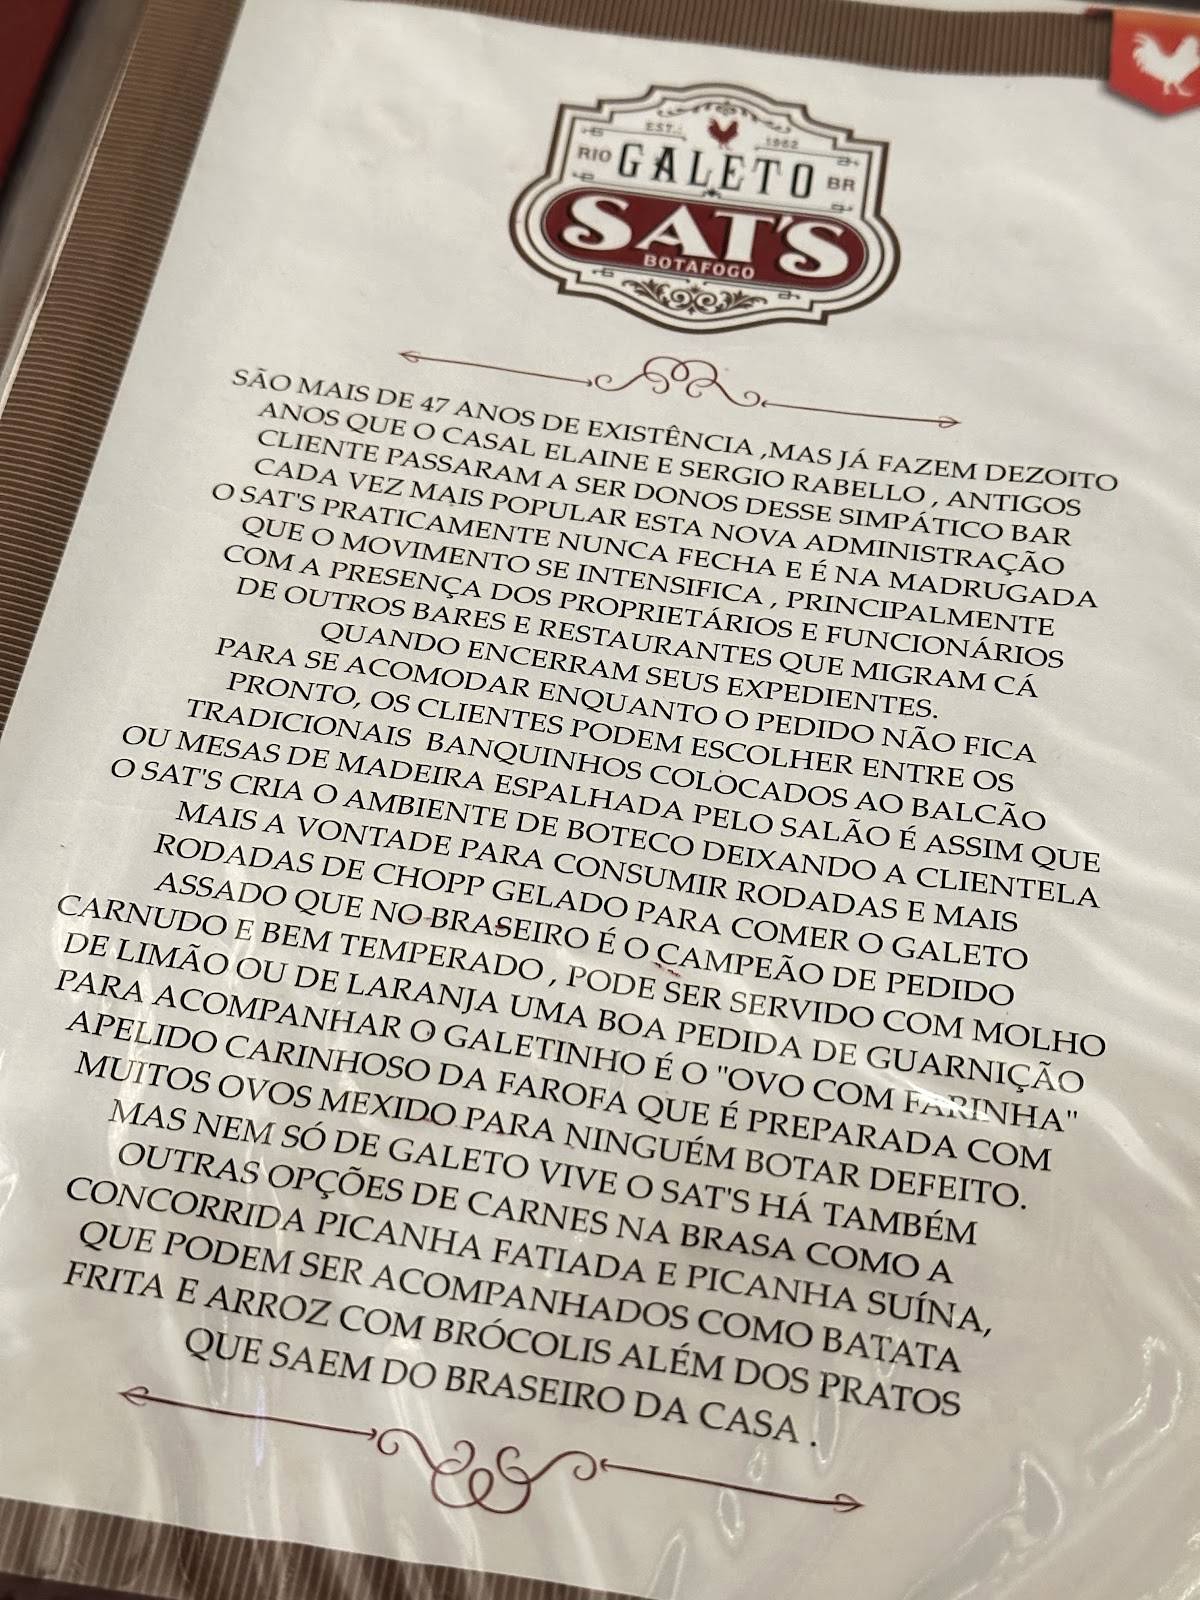 EST.: 1962
RIO GALETO BR
SAT'S
BOTAFOGO
SÃO MAIS DE 47 ANOS DE EXISTÊNCIA ,MAS JÁ FAZEM DEZOITO
ANOS QUE O CASAL ELAINE E SERGIO RABELLO , ANTIGOS
CLIENTE PASSARAM A SER DONOS DESSE SIMPÁTICO BAR
CADA VEZ MAIS POPULAR ESTA NOVA ADMINISTRAÇÃO
O SAT'S PRATICAMENTE NUNCA FECHA E É NA MADRUGADA
QUE O MOVIMENTO SE INTENSIFICA , PRINCIPALMENTE
COM A PRESENÇA DOS PROPRIETÁRIOS E FUNCIONÁRIOS
DE OUTROS BARES E RESTAURANTES QUE MIGRAM CÁ
QUANDO ENCERRAM SEUS EXPEDIENTES.
PARA SE ACOMODAR ENQUANTO O PEDIDO NÃO FICA
PRONTO, OS CLIENTES PODEM ESCOLHER ENTRE OS
TRADICIONAIS BANQUINHOS COLOCADOS AO BALCÃO
OU MESAS DE MADEIRA ESPALHADA PELO SALÃO É ASSIM QUE
O SAT'S CRIA O AMBIENTE DE BOTECO DEIXANDO A CLIENTELA
MAIS A VONTADE PARA CONSUMIR RODADAS E MAIS
RODADAS DE CHOPP GELADO PARA COMER O GALETO
ASSADO QUE NO BRASEIRO É O CAMPEÃO DE PEDIDO
CARNUDO E BEM TEMPERADO , PODE SER SERVIDO COM MOLHO
DE LIMÃO OU DE LARANJA UMA BOA PEDIDA DE GUARNIÇÃO
PARA ACOMPANHAR O GALETINHO É O "OVO COM FARINHA"
APELIDO CARINHOSO DA FAROFA QUE É PREPARADA COM
MUITOS OVOS MEXIDO PARA NINGUÉM BOTAR DEFEITO.
MAS NEM SÓ DE GALETO VIVE O SAT'S HÁ TAMBÉM
OUTRAS OPÇÕES DE CARNES NA BRASA COMO A
CONCORRIDA PICANHA FATIADA E PICANHA SUÍNA,
QUE PODEM SER ACOMPANHADOS COMO BATATA
FRITA E ARROZ COM BRÓCOLIS ALÉM DOS PRATOS
QUE SAEM DO BRASEIRO DA CASA .